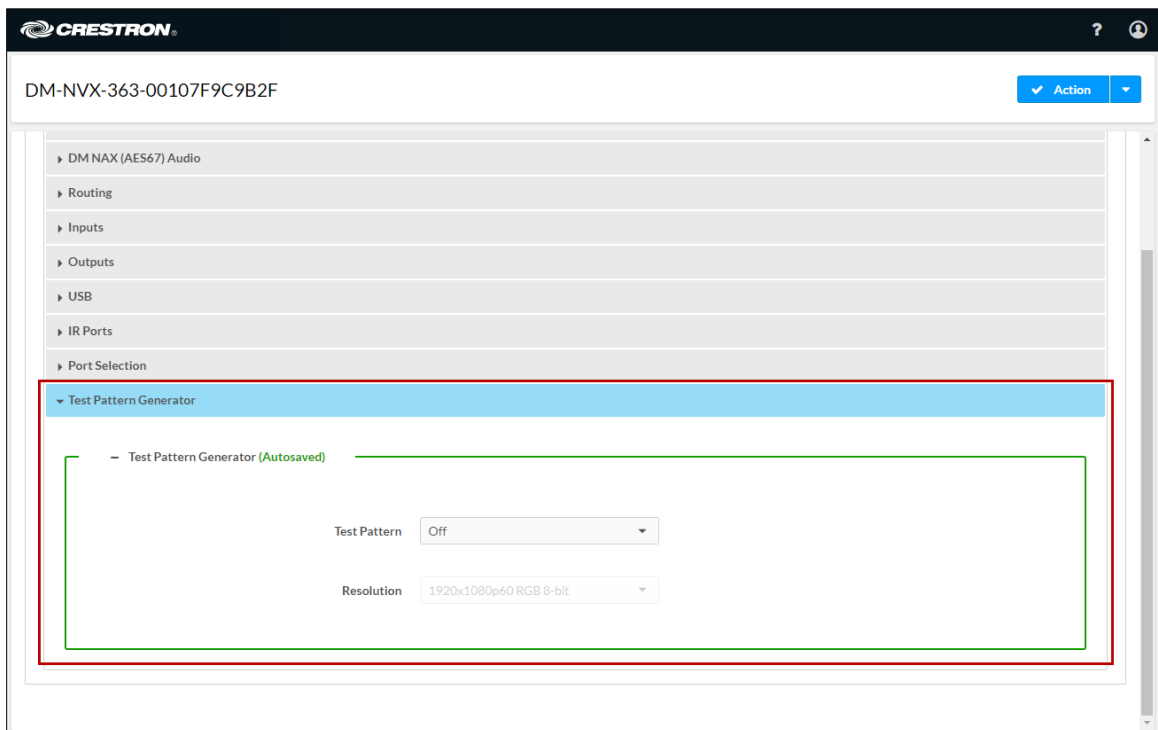 CRESTRON® ?
DM-NVX-363-00107F9C9B2F Action
DM NAX (AES67) Audio
Routing
Inputs
Outputs
USB
IR Ports
Port Selection
Test Pattern Generator
– Test Pattern Generator (Autosaved)
Test Pattern Off
Resolution 1920x1080p60 RGB 8-bit